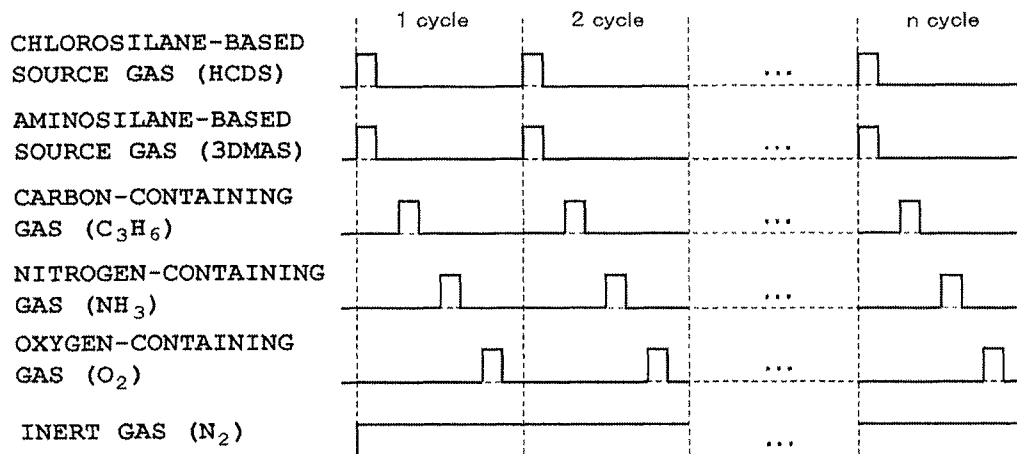 1 cycle 2 cycle n cycle
CHLOROSILANE-BASED
SOURCE GAS (HCDS) ...
AMINOSILANE-BASED
SOURCE GAS (3DMAS) ...
CARBON-CONTAINING
GAS (C₃H₆) ...
NITROGEN-CONTAINING
GAS (NH₃) ...
OXYGEN-CONTAINING
GAS (O₂) ...
INERT GAS (N₂) ...